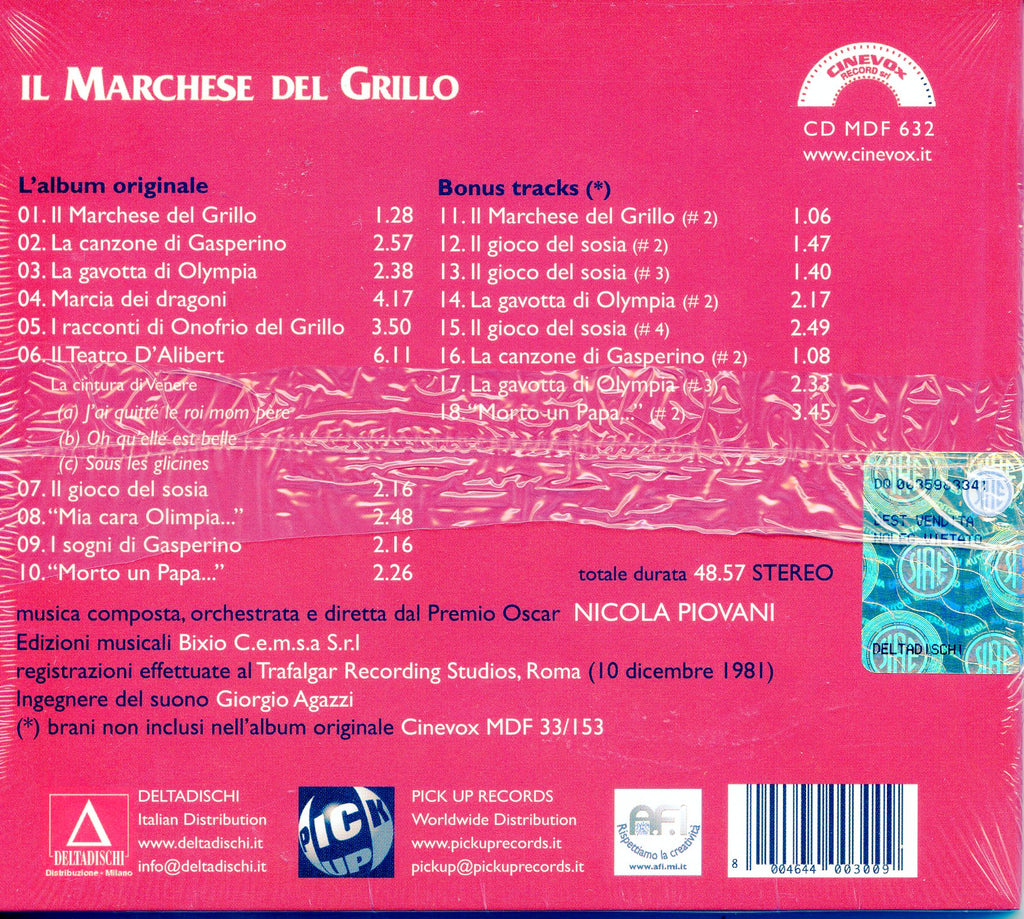 IL MARCHESE DEL GRILLO
CINEVOX
RECORD srl
CD MDF 632
www.cinevox.it
L'album originale
01. Il Marchese del Grillo 1.28
02. La canzone di Gasperino 2.57
03. La gavotta di Olympia 2.38
04. Marcia dei dragoni 4.17
05. I racconti di Onofrio del Grillo 3.50
06. Il Teatro D'Alibert 6.11
La cintura di Venere
(a) J'ai quitté le roi mom père
(b) Oh qu'elle est belle
(c) Sous les glicines
07. Il gioco del sosia 2.16
08. “Mia cara Olimpia...” 2.48
09. I sogni di Gasperino 2.16
10. “Morto un Papa...” 2.26
Bonus tracks (*)
11. Il Marchese del Grillo (# 2) 1.06
12. Il gioco del sosia (# 2) 1.47
13. Il gioco del sosia (# 3) 1.40
14. La gavotta di Olympia (# 2) 2.17
15. Il gioco del sosia (# 4) 2.49
16. La canzone di Gasperino (# 2) 1.08
17. La gavotta di Olympia (# 3) 2.33
18 “Morto un Papa...” (# 2) 3.45
totale durata 48.57 STEREO
musica composta, orchestrata e diretta dal Premio Oscar NICOLA PIOVANI
Edizioni musicali Bixio C.e.m.s.a S.r.l
registrazioni effettuate al Trafalgar Recording Studios, Roma (10 dicembre 1981)
Ingegnere del suono Giorgio Agazzi
(*) brani non inclusi nell'album originale Cinevox MDF 33/153
SIAE
VENDITA
VIETATO
DELTADISCHI
DELTADISCHI
Distribuzione - Milano
DELTADISCHI
Italian Distribution
www.deltadischi.it
info@deltadischi.it
PICK
UP
PICK UP RECORDS
Worldwide Distribution
www.pickuprecords.it
pickup@pickuprecords.it
A.F.I
Rispettiamo la creatività
www.afi.mi.it
8 004644 003009